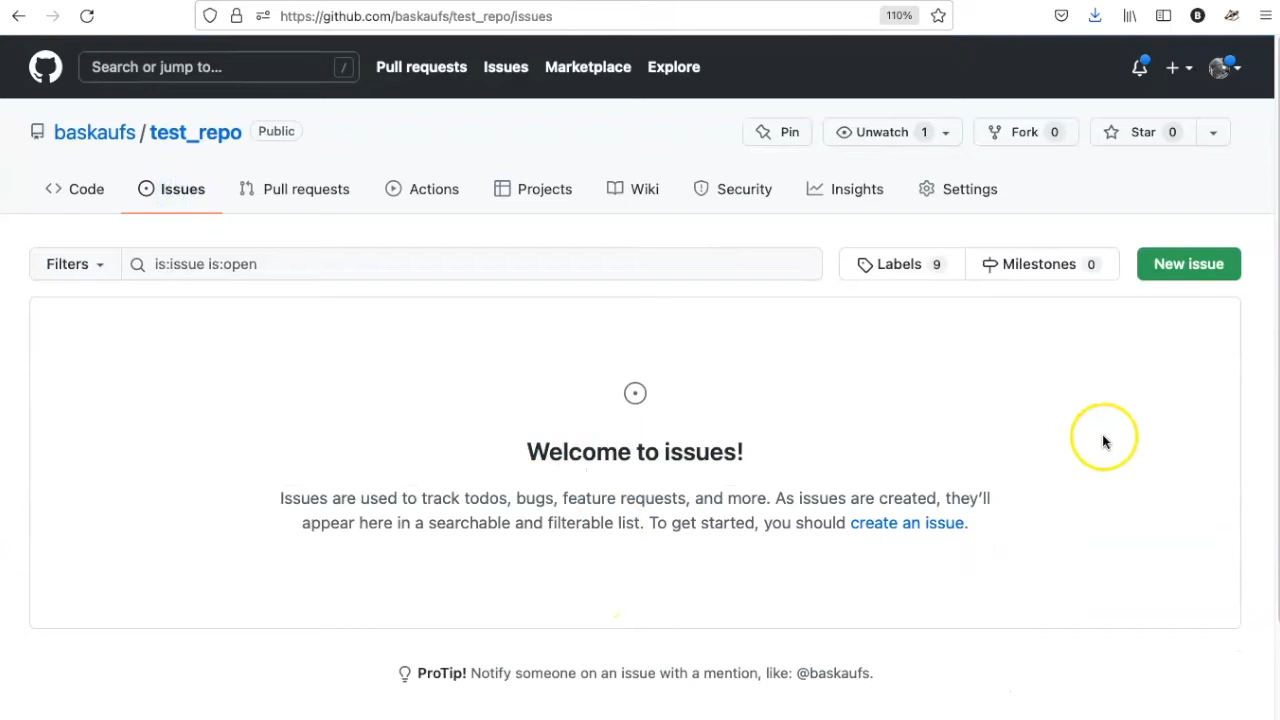 https://github.com/baskaufs/test_repo/issues
110%
B
Search or jump to...
/
Pull requests
Issues
Marketplace
Explore
baskaufs / test_repo
Public
Pin
Unwatch 1
Fork 0
Star 0
Code
Issues
Pull requests
Actions
Projects
Wiki
Security
Insights
Settings
Filters
is:issue is:open
Labels 9
Milestones 0
New issue
Welcome to issues!
Issues are used to track todos, bugs, feature requests, and more. As issues are created, they’ll
appear here in a searchable and filterable list. To get started, you should create an issue.
ProTip! Notify someone on an issue with a mention, like: @baskaufs.